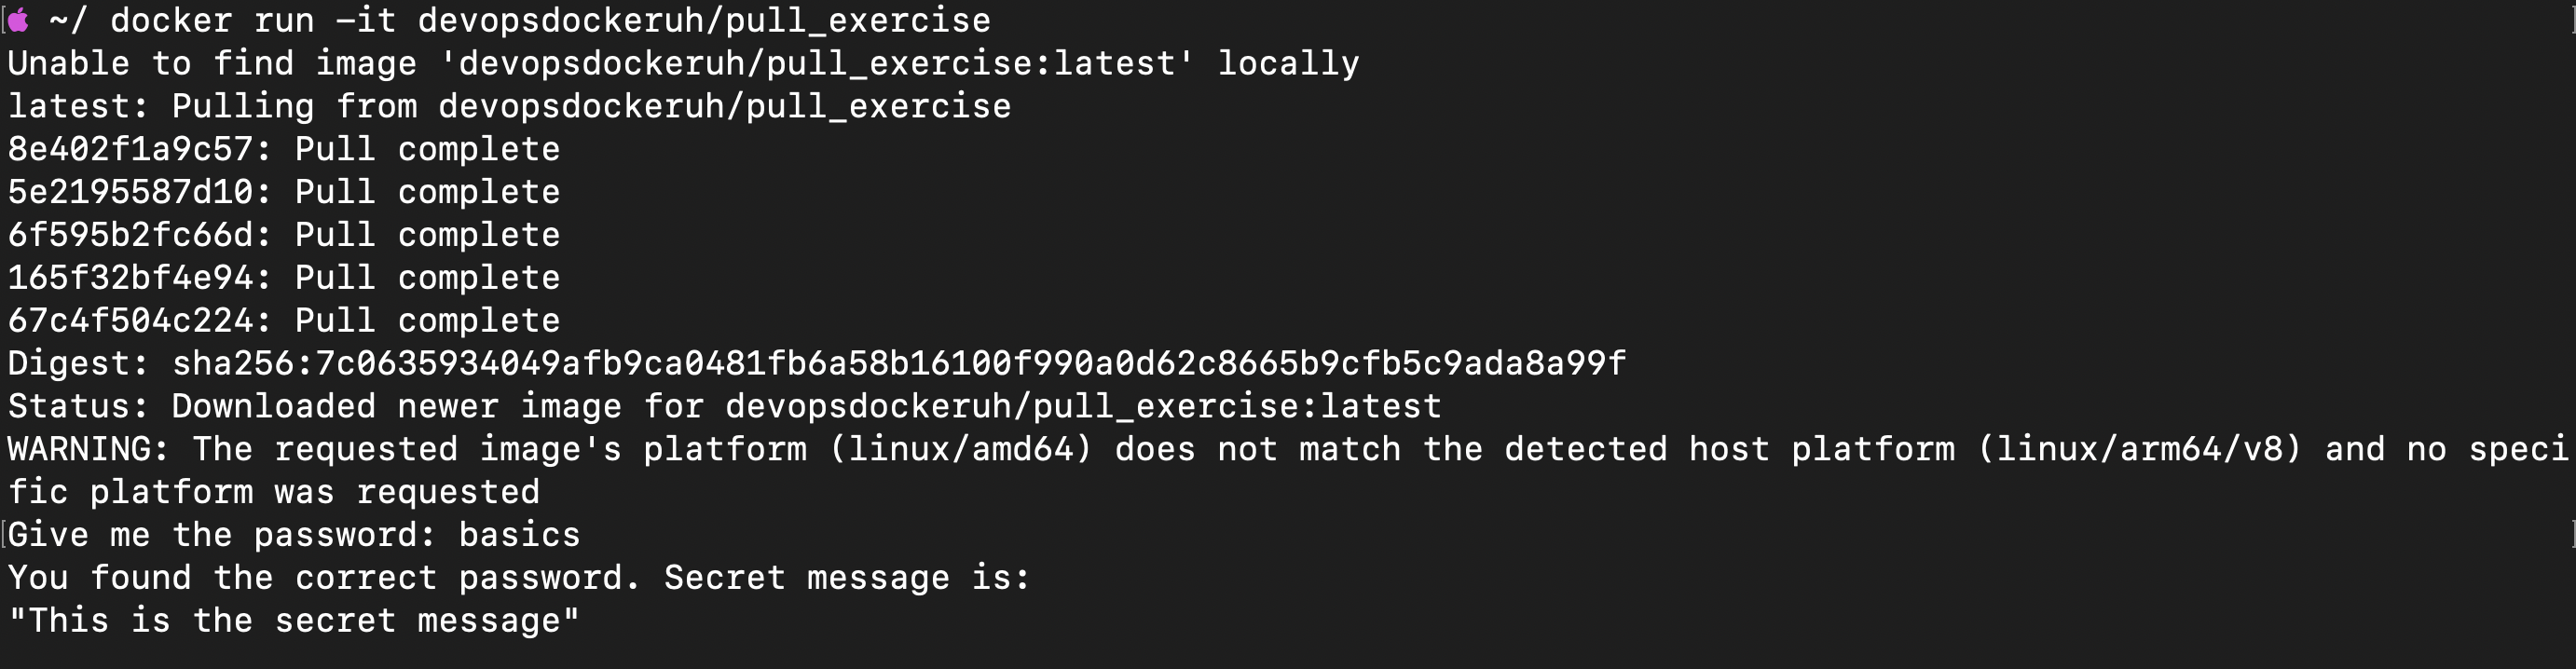 ~/ docker run -it devopsdockeruh/pull_exercise
Unable to find image 'devopsdockeruh/pull_exercise:latest' locally
latest: Pulling from devopsdockeruh/pull_exercise
8e402f1a9c57: Pull complete
5e2195587d10: Pull complete
6f595b2fc66d: Pull complete
165f32bf4e94: Pull complete
67c4f504c224: Pull complete
Digest: sha256:7c0635934049afb9ca0481fb6a58b16100f990a0d62c8665b9cfb5c9ada8a99f
Status: Downloaded newer image for devopsdockeruh/pull_exercise:latest
WARNING: The requested image's platform (linux/amd64) does not match the detected host platform (linux/arm64/v8) and no speci
fic platform was requested
Give me the password: basics
You found the correct password. Secret message is:
"This is the secret message"